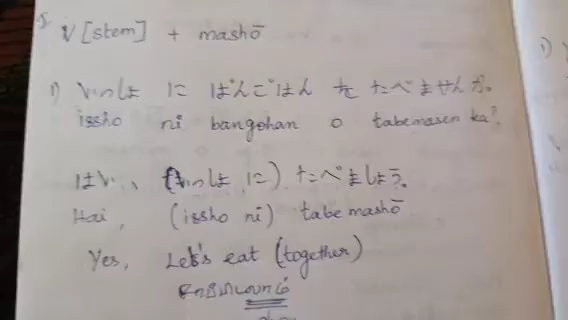 V [stem] + mashō
1) いっしょ に ばんごはん を たべませんか。
issho ni bangohan o tabemasen ka?
はい、 (いっしょ に) たべましょう。
Hai, (issho ni) tabemashō
Yes, Let's eat (together)